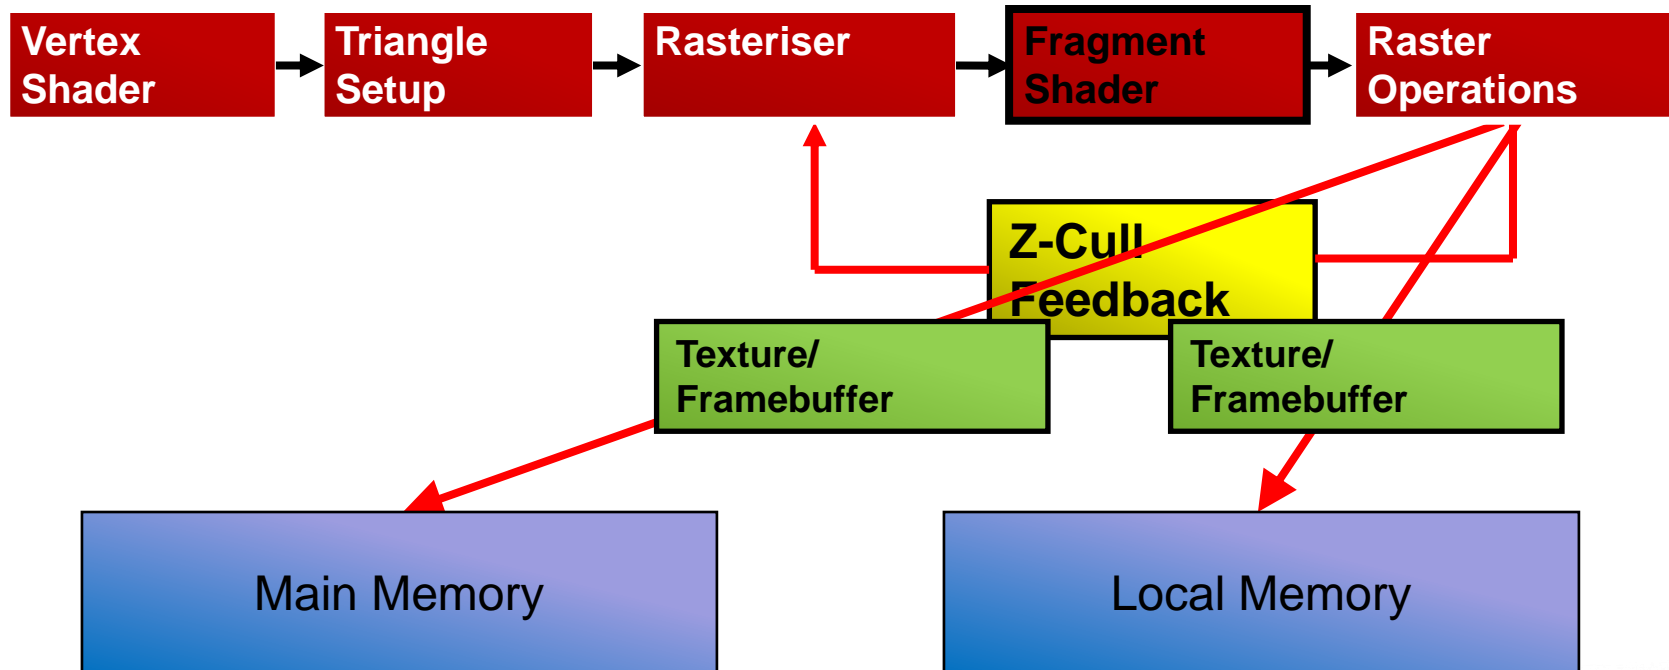 Vertex
Shader
Triangle
Setup
Rasteriser
Fragment
Shader
Raster
Operations
Z-Cull
Feedback
Texture/
Framebuffer
Texture/
Framebuffer
Main Memory
Local Memory